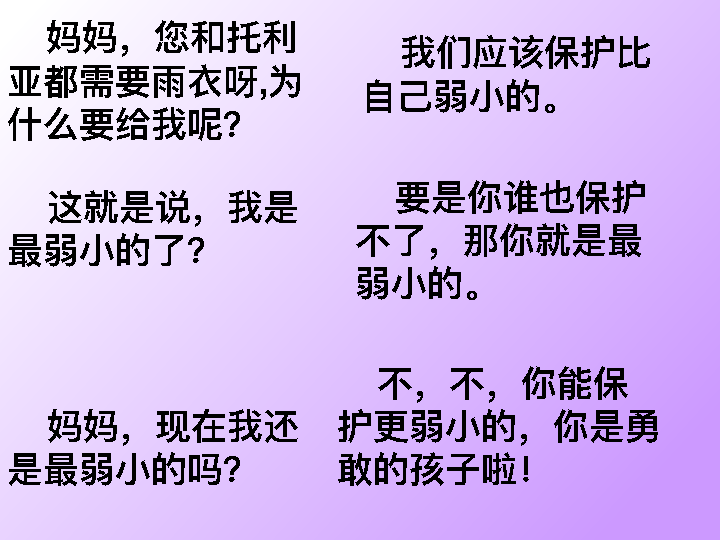 妈妈，您和托利
亚都需要雨衣呀,为
什么要给我呢?
我们应该保护比
自己弱小的。
这就是说，我是
最弱小的了?
要是你谁也保护
不了，那你就是最
弱小的。
妈妈，现在我还
是最弱小的吗?
不，不，你能保
护更弱小的，你是勇
敢的孩子啦!